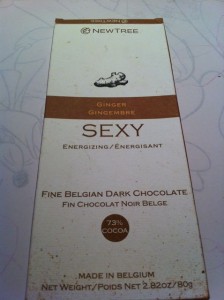 NEWTREE
GINGER
GINGEMBRE
SEXY
ENERGIZING/ÉNERGISANT
FINE BELGIAN DARK CHOCOLATE
FIN CHOCOLAT NOIR BELGE
73%
COCOA
MADE IN BELGIUM
NET WEIGHT/POIDS NET 2.82OZ/80g